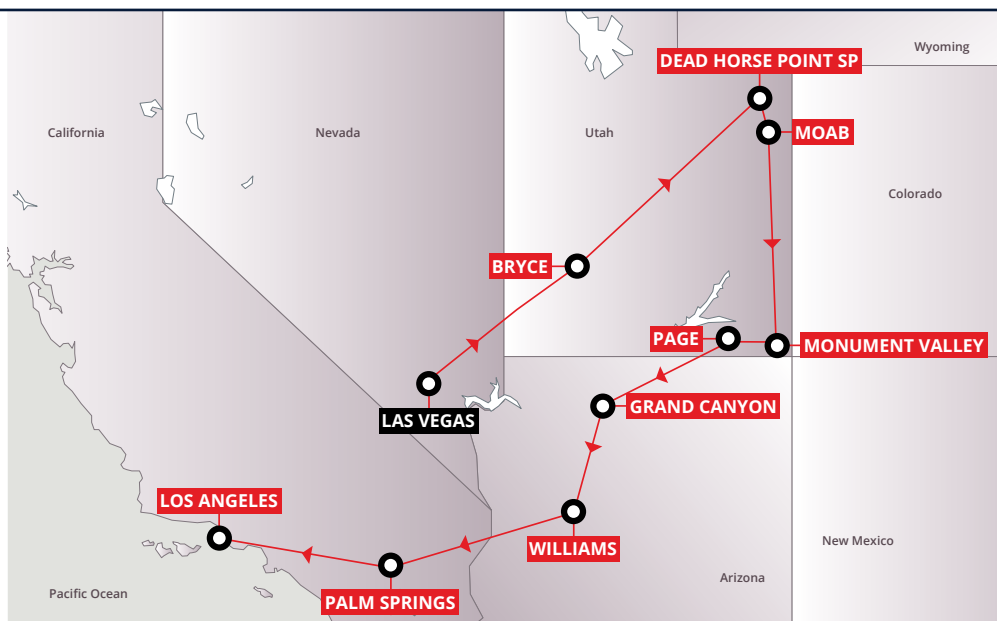 Wyoming
DEAD HORSE POINT SP
California
Nevada
Utah
MOAB
Colorado
BRYCE
PAGE
MONUMENT VALLEY
GRAND CANYON
LAS VEGAS
LOS ANGELES
WILLIAMS
New Mexico
Arizona
Pacific Ocean
PALM SPRINGS